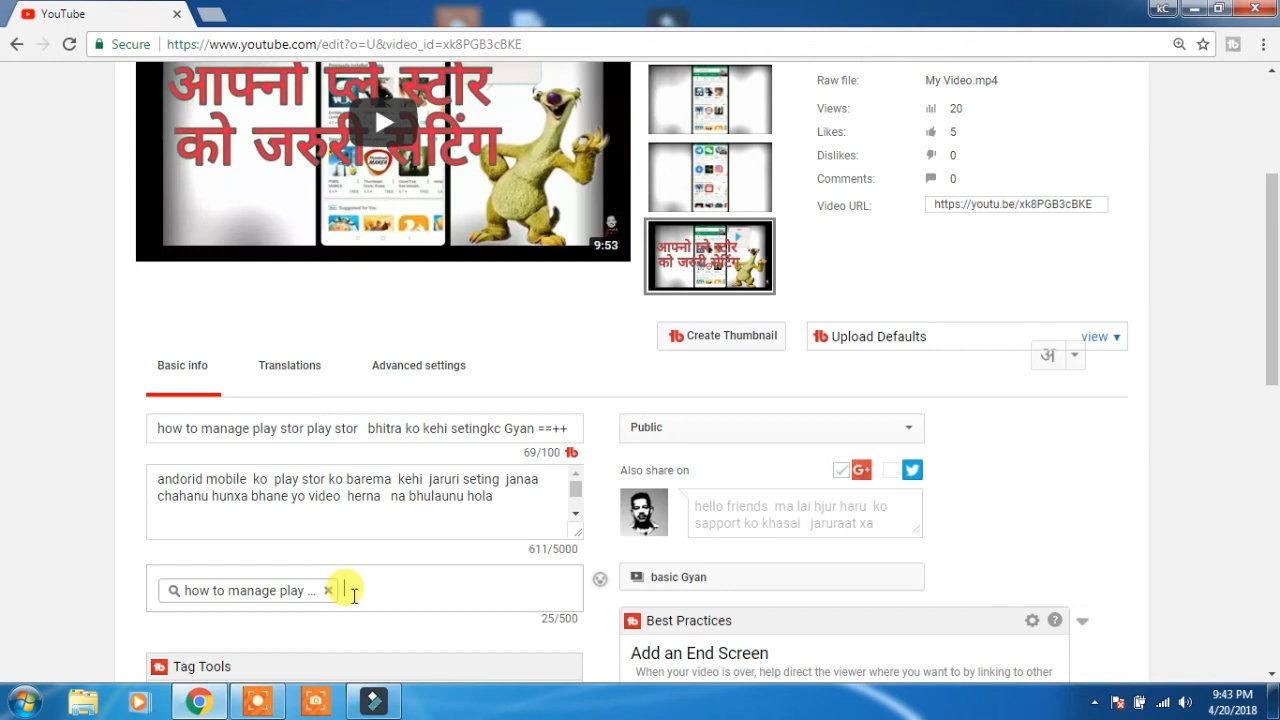 YouTube
KC
Secure
https://www.youtube.com/edit?o=U&video_id=xk8PGB3cBKE
आफ्नो प्ले स्टोर
को जरुरी सेटिंग
9:53
आफ्नो प्ले स्टोर
को जरुरी सेटिंग
Raw file: My Video.mp4
Views: 20
Likes: 5
Dislikes: 0
Comments: 0
Video URL: https://youtu.be/xk8PGB3cBKE
Create Thumbnail
Upload Defaults view
अ
Basic info Translations Advanced settings
how to manage play stor play stor bhitra ko kehi setingkc Gyan ==++
69/100
andorid mobile ko play stor ko barema kehi jaruri seting janaa
chahanu hunxa bhane yo video herna na bhulaunu hola
611/5000
how to manage play ...
25/500
Tag Tools
Public
Also share on
hello friends ma lai hjur haru ko
sapport ko khasai jaruraat xa
basic Gyan
Best Practices
Add an End Screen
When your video is over, help direct the viewer where you want to by linking to other
9:43 PM
4/20/2018